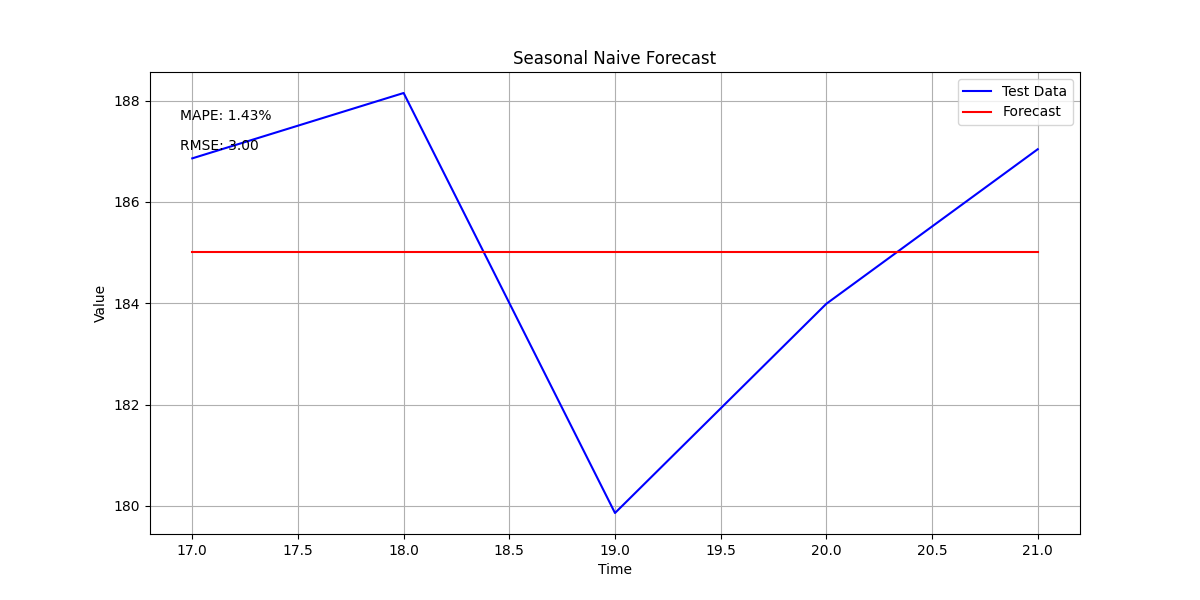 Seasonal Naive Forecast
MAPE: 1.43%
RMSE: 3.00
Test Data
Forecast
Value
188
186
184
182
180
17.0 17.5 18.0 18.5 19.0 19.5 20.0 20.5 21.0
Time